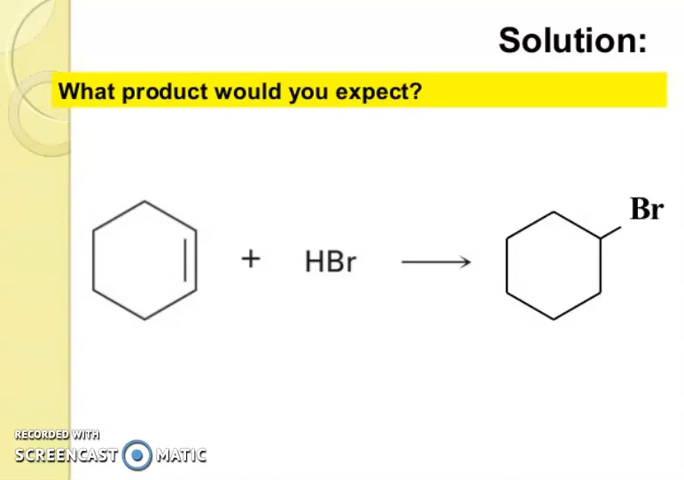 Solution:
What product would you expect?
Br
+ HBr
RECORDED WITH
SCREENCAST MATIC